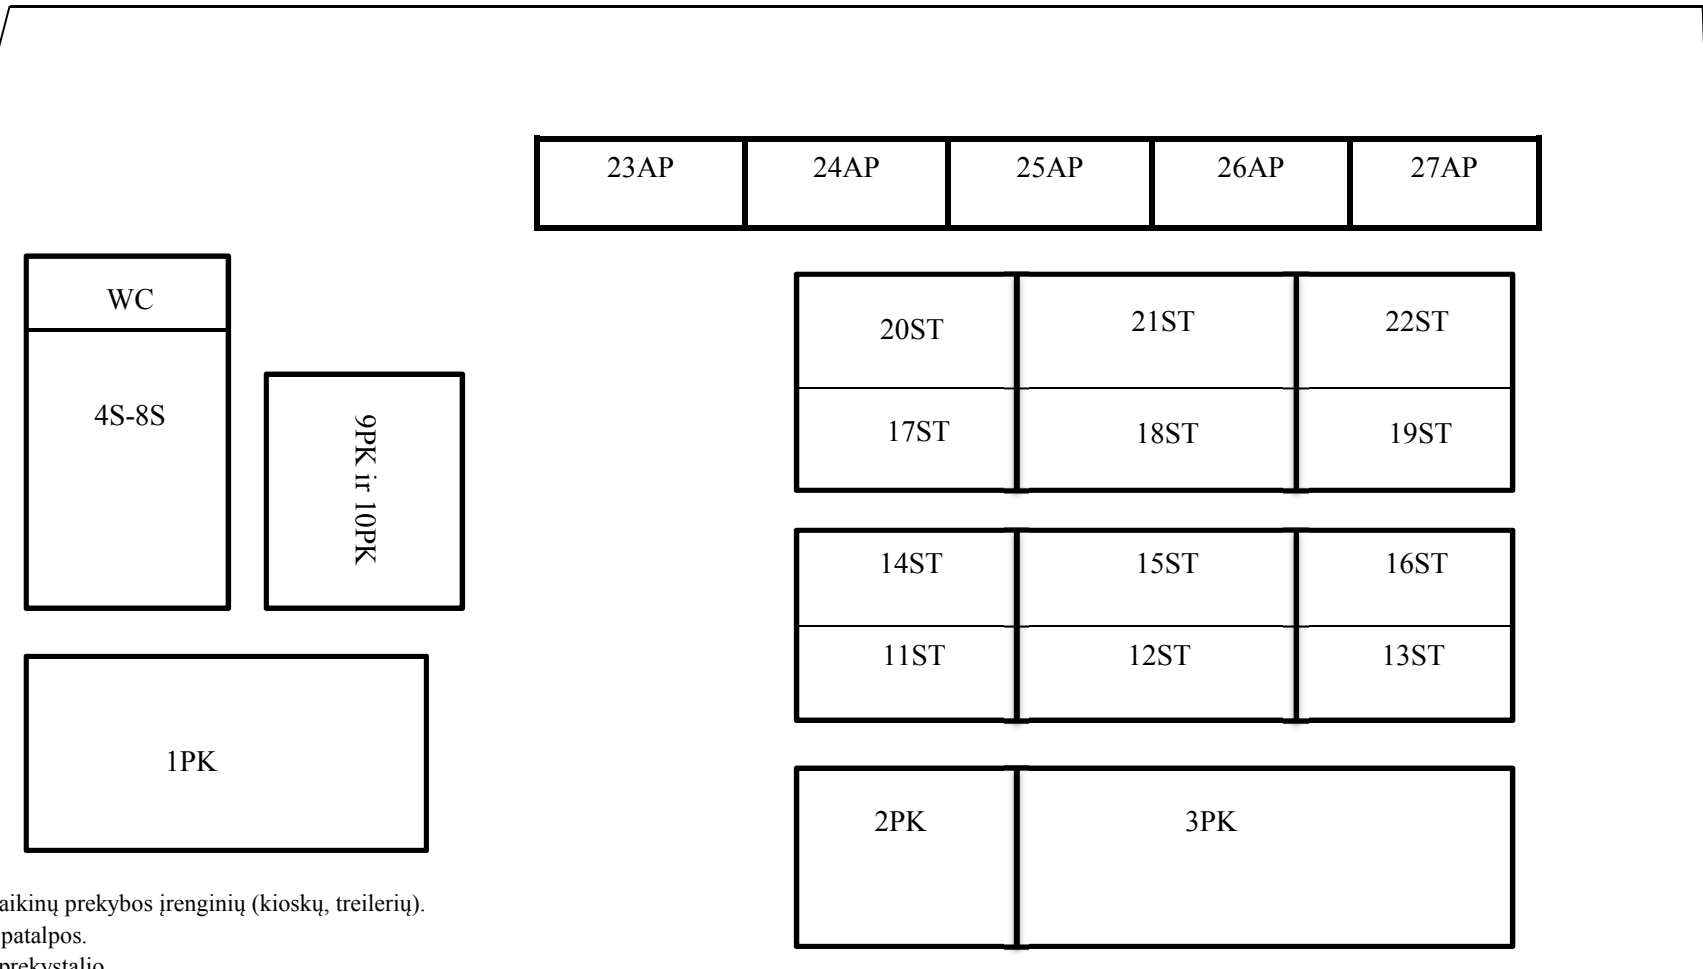 23AP 24AP 25AP 26AP 27AP
WC
20ST 21ST 22ST
4S-8S
9PK ir 10PK
17ST 18ST 19ST
14ST 15ST 16ST
11ST 12ST 13ST
1PK
2PK 3PK
aikinų prekybos įrenginių (kioskų, treilerių).
patalpos.
prekystalio